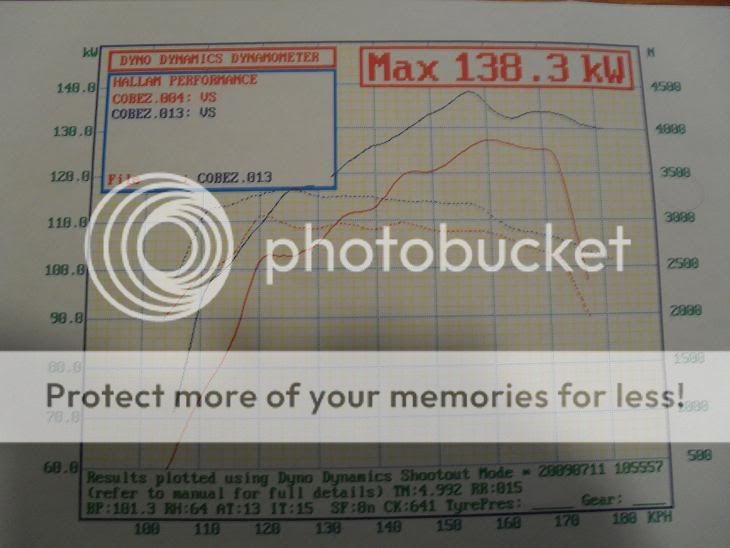 kW
DYNO DYNAMICS DYNAMOMETER
Max 138.3 kW
N
HALLAM PERFORMANCE
COBEZ.004: VS
COBEZ.013: VS
: COBEZ.013
140.0
130.0
120.0
110.0
100.0
90.0
80.0
70.0
60.0
4500
4000
3500
3000
2500
2000
1500
1000
500
photobucket
Protect more of your memories for less!
Results plotted using Dyno Dynamics Shootout Mode * 20090711 105557
(refer to manual for full details) TM:4.992 RR:015
BP:101.3 RH:64 AT:13 IT:15 SF:0n CK:641 TyrePres: Gear:
100 110 120 130 140 150 160 170 180 KPH